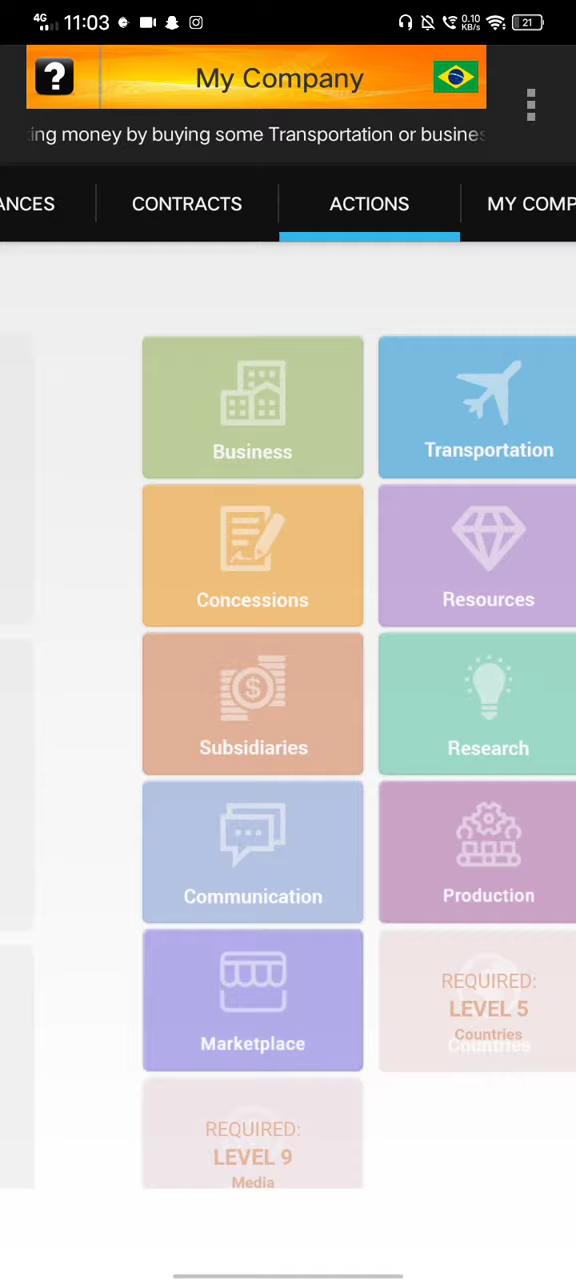 4G 11:03 0.10 KB/s 21
? My Company
ing money by buying some Transportation or busines
ANCES CONTRACTS ACTIONS MY COMP
Business Transportation
Concessions Resources
Subsidiaries Research
Communication Production
Marketplace
REQUIRED:
LEVEL 5
Countries
Countries
REQUIRED:
LEVEL 9
Media